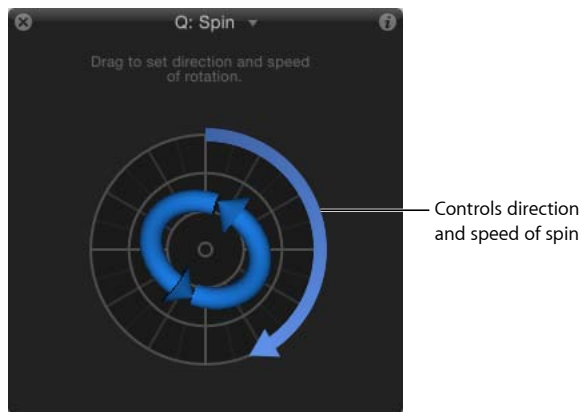 Q: Spin
Drag to set direction and speed
of rotation.
Controls direction
and speed of spin